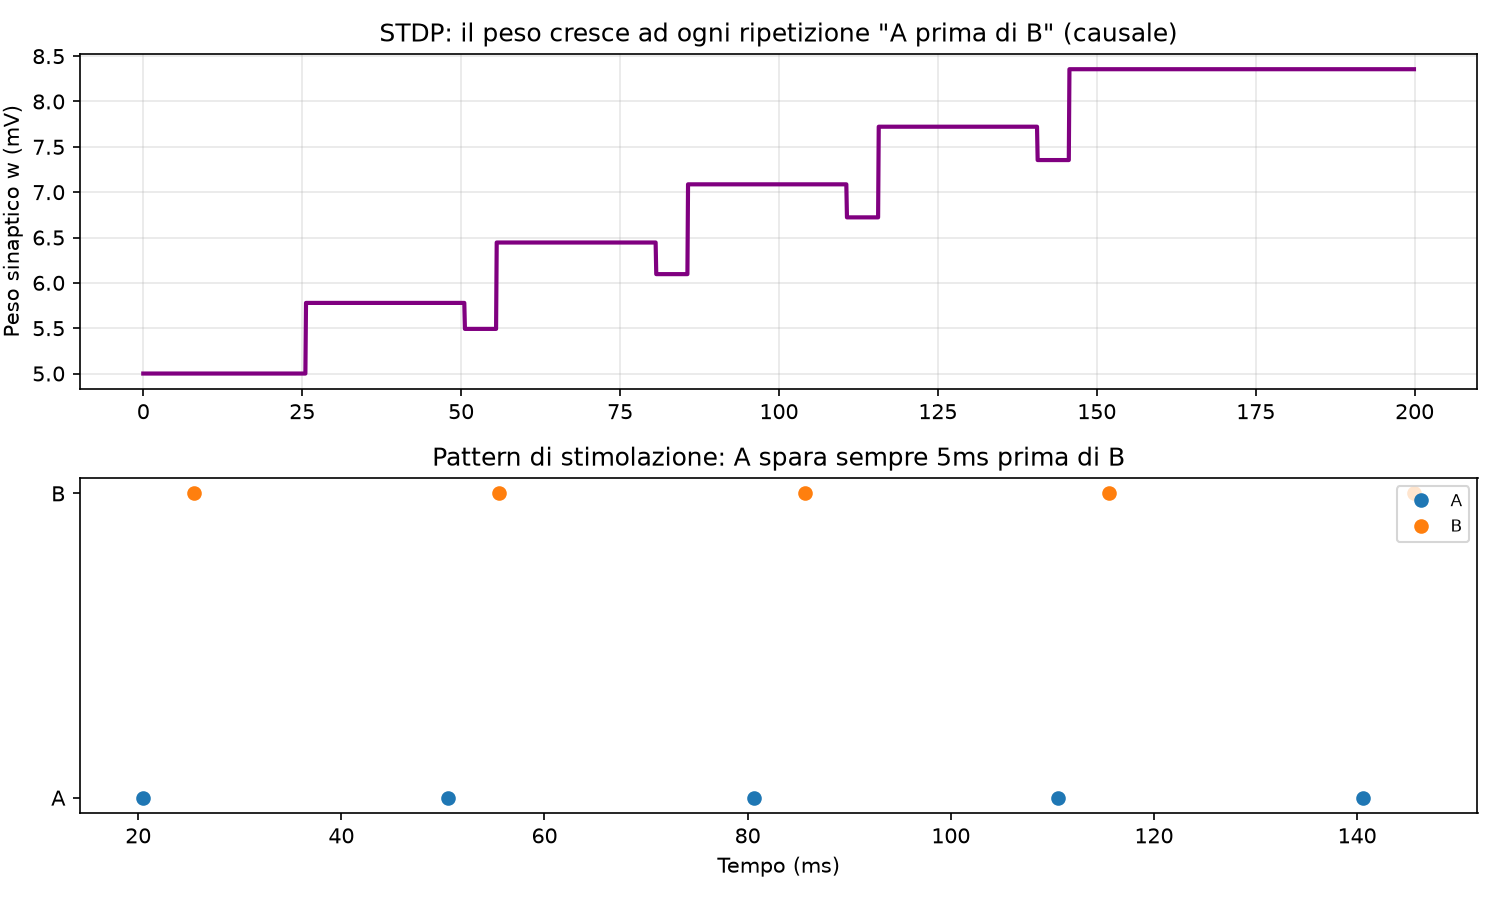 STDP: il peso cresce ad ogni ripetizione "A prima di B" (causale)
Peso sinaptico w (mV)
8.5
8.0
7.5
7.0
6.5
6.0
5.5
5.0
0 25 50 75 100 125 150 175 200
Pattern di stimolazione: A spara sempre 5ms prima di B
B
A
A
B
20 40 60 80 100 120 140
Tempo (ms)